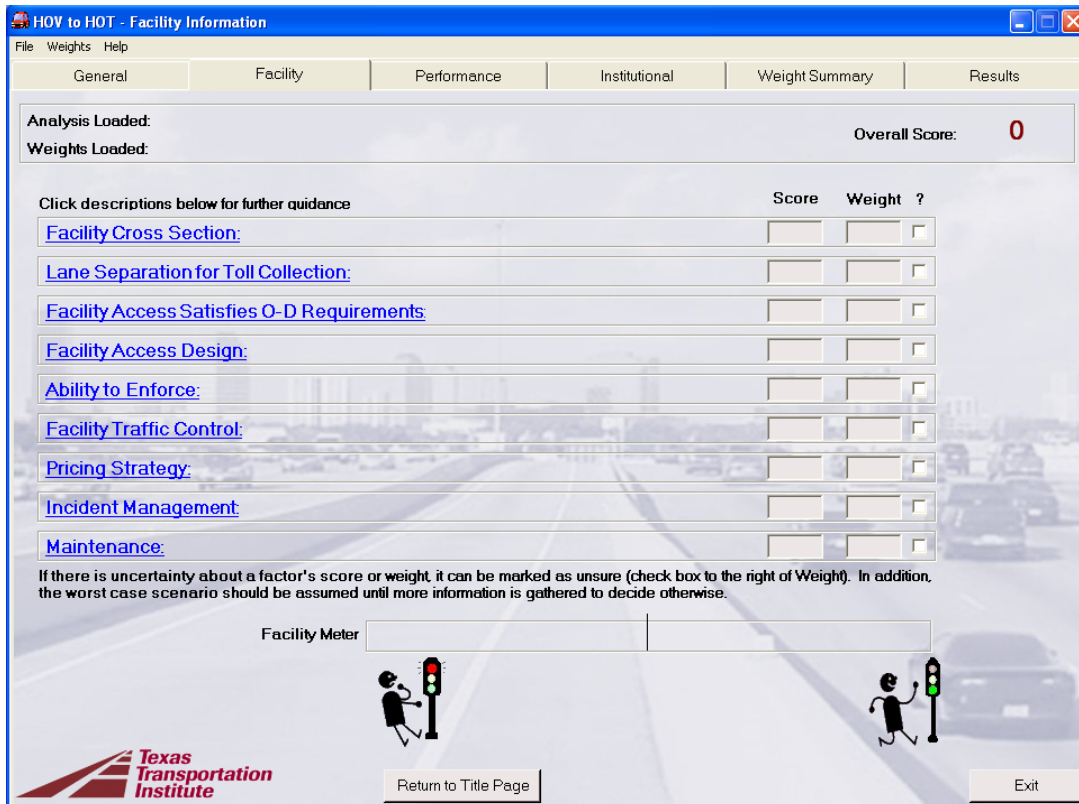 HOV to HOT - Facility Information
File Weights Help
General Facility Performance Institutional Weight Summary Results
Analysis Loaded:
Weights Loaded:
Overall Score: 0
Click descriptions below for further guidance
Score Weight ?
Facility Cross Section:
Lane Separation for Toll Collection:
Facility Access Satisfies O-D Requirements:
Facility Access Design:
Ability to Enforce:
Facility Traffic Control:
Pricing Strategy:
Incident Management:
Maintenance:
If there is uncertainty about a factor's score or weight, it can be marked as unsure (check box to the right of Weight). In addition,
the worst case scenario should be assumed until more information is gathered to decide otherwise.
Facility Meter
Texas
Transportation
Institute
Return to Title Page
Exit